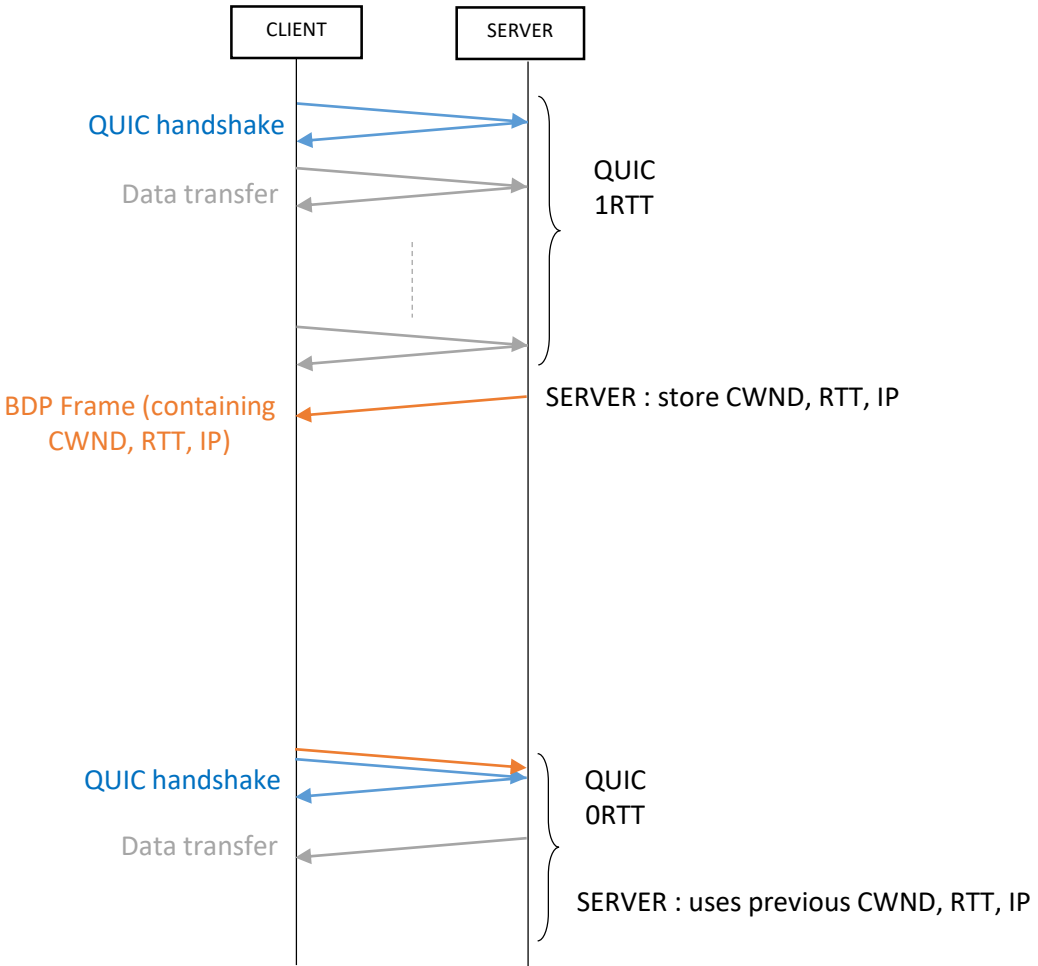 CLIENT
SERVER
QUIC handshake
Data transfer
QUIC
1RTT
BDP Frame (containing
CWND, RTT, IP)
SERVER : store CWND, RTT, IP
QUIC handshake
Data transfer
QUIC
0RTT
SERVER : uses previous CWND, RTT, IP